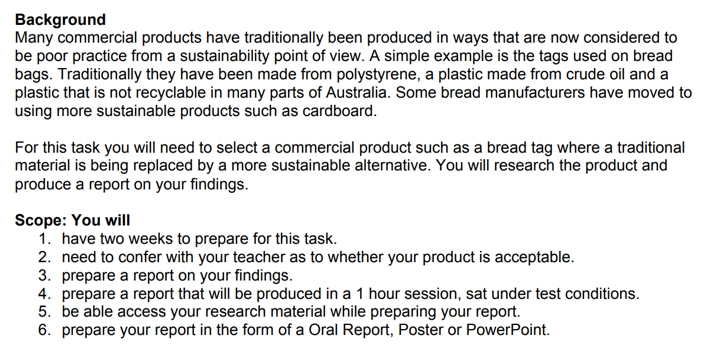 Background
Many commercial products have traditionally been produced in ways that are now considered to
be poor practice from a sustainability point of view. A simple example is the tags used on bread
bags. Traditionally they have been made from polystyrene, a plastic made from crude oil and a
plastic that is not recyclable in many parts of Australia. Some bread manufacturers have moved to
using more sustainable products such as cardboard.
For this task you will need to select a commercial product such as a bread tag where a traditional
material is being replaced by a more sustainable alternative. You will research the product and
produce a report on your findings.
Scope: You will
1. have two weeks to prepare for this task.
2. need to confer with your teacher as to whether your product is acceptable.
3. prepare a report on your findings.
4. prepare a report that will be produced in a 1 hour session, sat under test conditions.
5. be able access your research material while preparing your report.
6. prepare your report in the form of a Oral Report, Poster or PowerPoint.